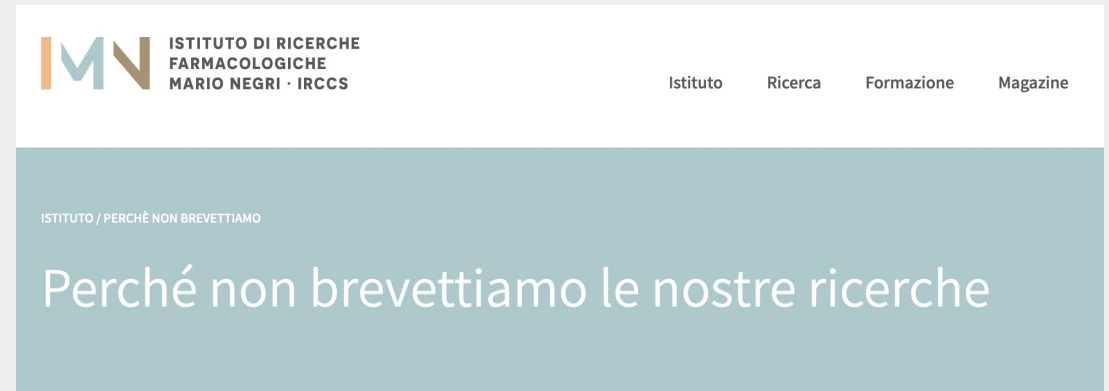 ISTITUTO DI RICERCHE
FARMACOLOGICHE
MARIO NEGRI · IRCCS
Istituto Ricerca Formazione Magazine
ISTITUTO / PERCHÈ NON BREVETTIAMO
Perché non brevettiamo le nostre ricerche